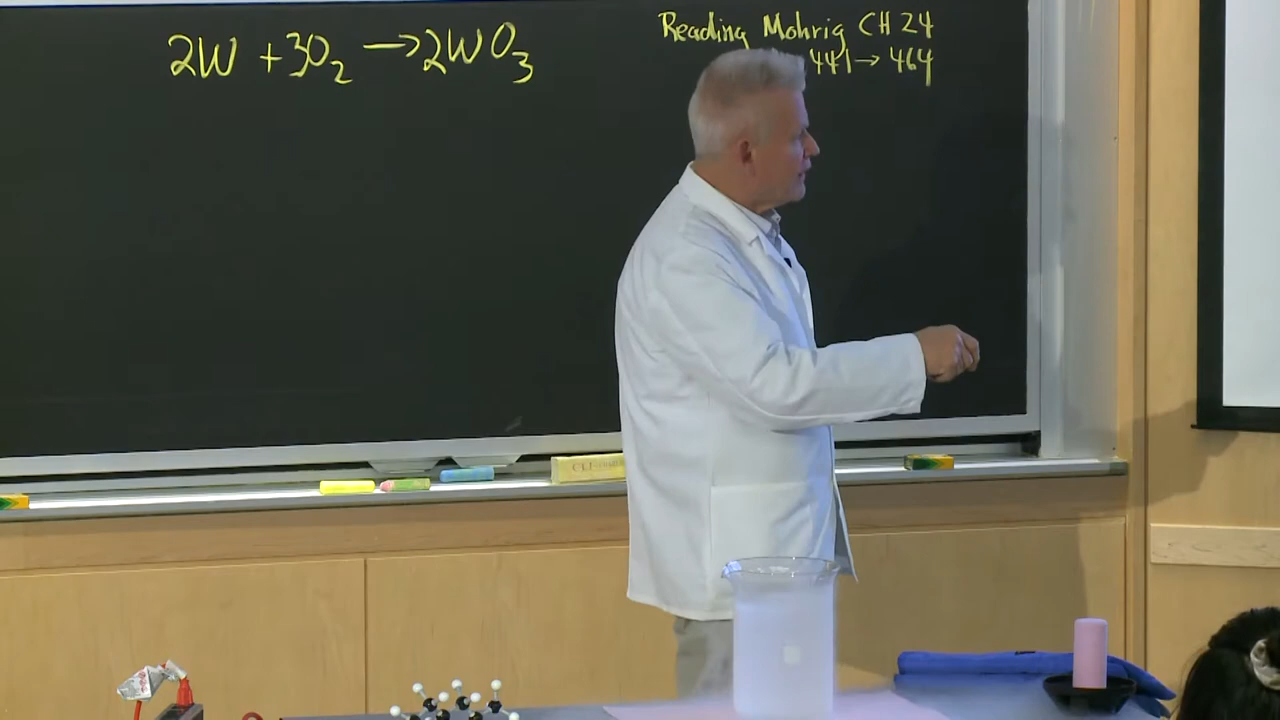 2W + 3O₂ → 2WO₃
Reading Mohrig CH 24
441 → 464